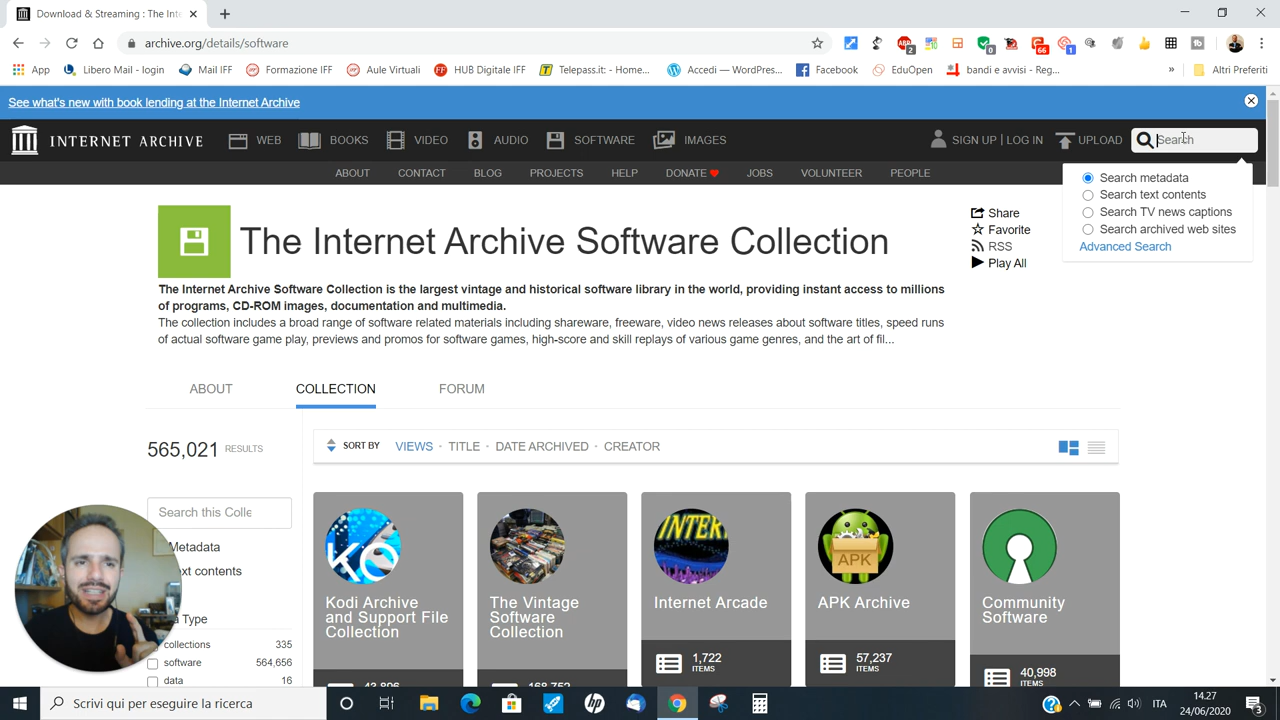 Download & Streaming : The Inte
archive.org/details/software
App
Libero Mail - login
Mail IFF
Formazione IFF
Aule Virtuali
HUB Digitale IFF
Telepass.it: - Home...
Accedi — WordPres...
Facebook
EduOpen
bandi e avvisi - Reg...
»
Altri Preferiti
See what's new with book lending at the Internet Archive
INTERNET ARCHIVE
WEB
BOOKS
VIDEO
AUDIO
SOFTWARE
IMAGES
SIGN UP | LOG IN
UPLOAD
Search
ABOUT
CONTACT
BLOG
PROJECTS
HELP
DONATE
JOBS
VOLUNTEER
PEOPLE
Search metadata
Search text contents
Search TV news captions
Search archived web sites
Advanced Search
The Internet Archive Software Collection
Share
Favorite
RSS
Play All
The Internet Archive Software Collection is the largest vintage and historical software library in the world, providing instant access to millions
of programs, CD-ROM images, documentation and multimedia.
The collection includes a broad range of software related materials including shareware, freeware, video news releases about software titles, speed runs
of actual software game play, previews and promos for software games, high-score and skill replays of various game genres, and the art of fil...
ABOUT
COLLECTION
FORUM
565,021 RESULTS
SORT BY
VIEWS · TITLE · DATE ARCHIVED · CREATOR
Search this Colle
Metadata
ext contents
Type
collections 335
software 564,656
data 16
Kodi Archive
and Support File
Collection
43,896
The Vintage
Software
Collection
168,752
INTER
Internet Arcade
1,722
ITEMS
APK
APK Archive
57,237
ITEMS
Community
Software
40,998
ITEMS
Scrivi qui per eseguire la ricerca
ITA
14.27
24/06/2020